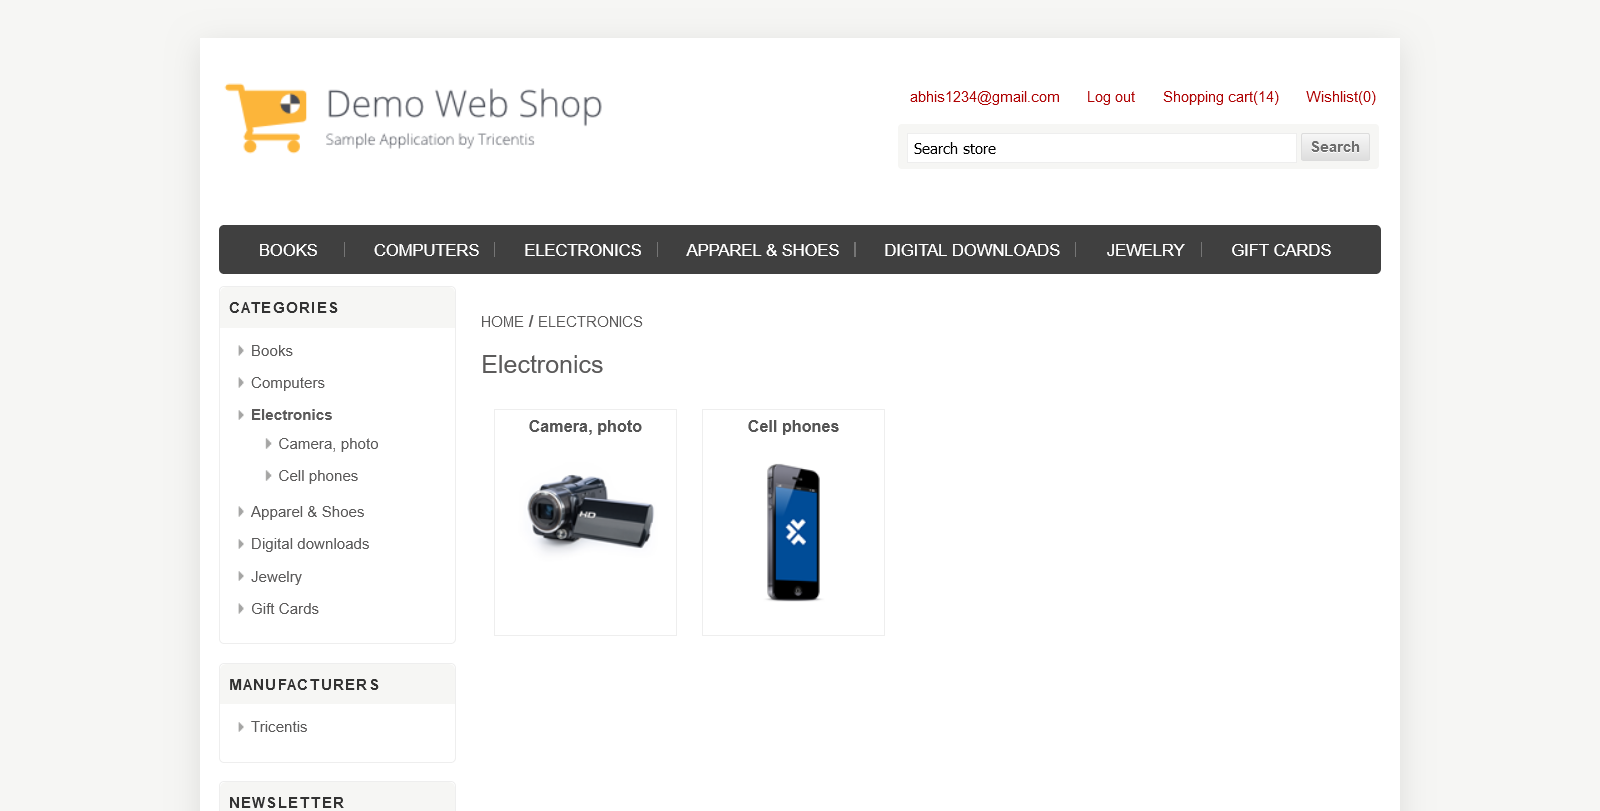 Demo Web Shop
Sample Application by Tricentis
abhis1234@gmail.com Log out Shopping cart(14) Wishlist(0)
Search store Search
BOOKS COMPUTERS ELECTRONICS APPAREL & SHOES DIGITAL DOWNLOADS JEWELRY GIFT CARDS
CATEGORIES
Books
Computers
Electronics
Camera, photo
Cell phones
Apparel & Shoes
Digital downloads
Jewelry
Gift Cards
MANUFACTURERS
Tricentis
NEWSLETTER
HOME / ELECTRONICS
Electronics
Camera, photo
HD
Cell phones